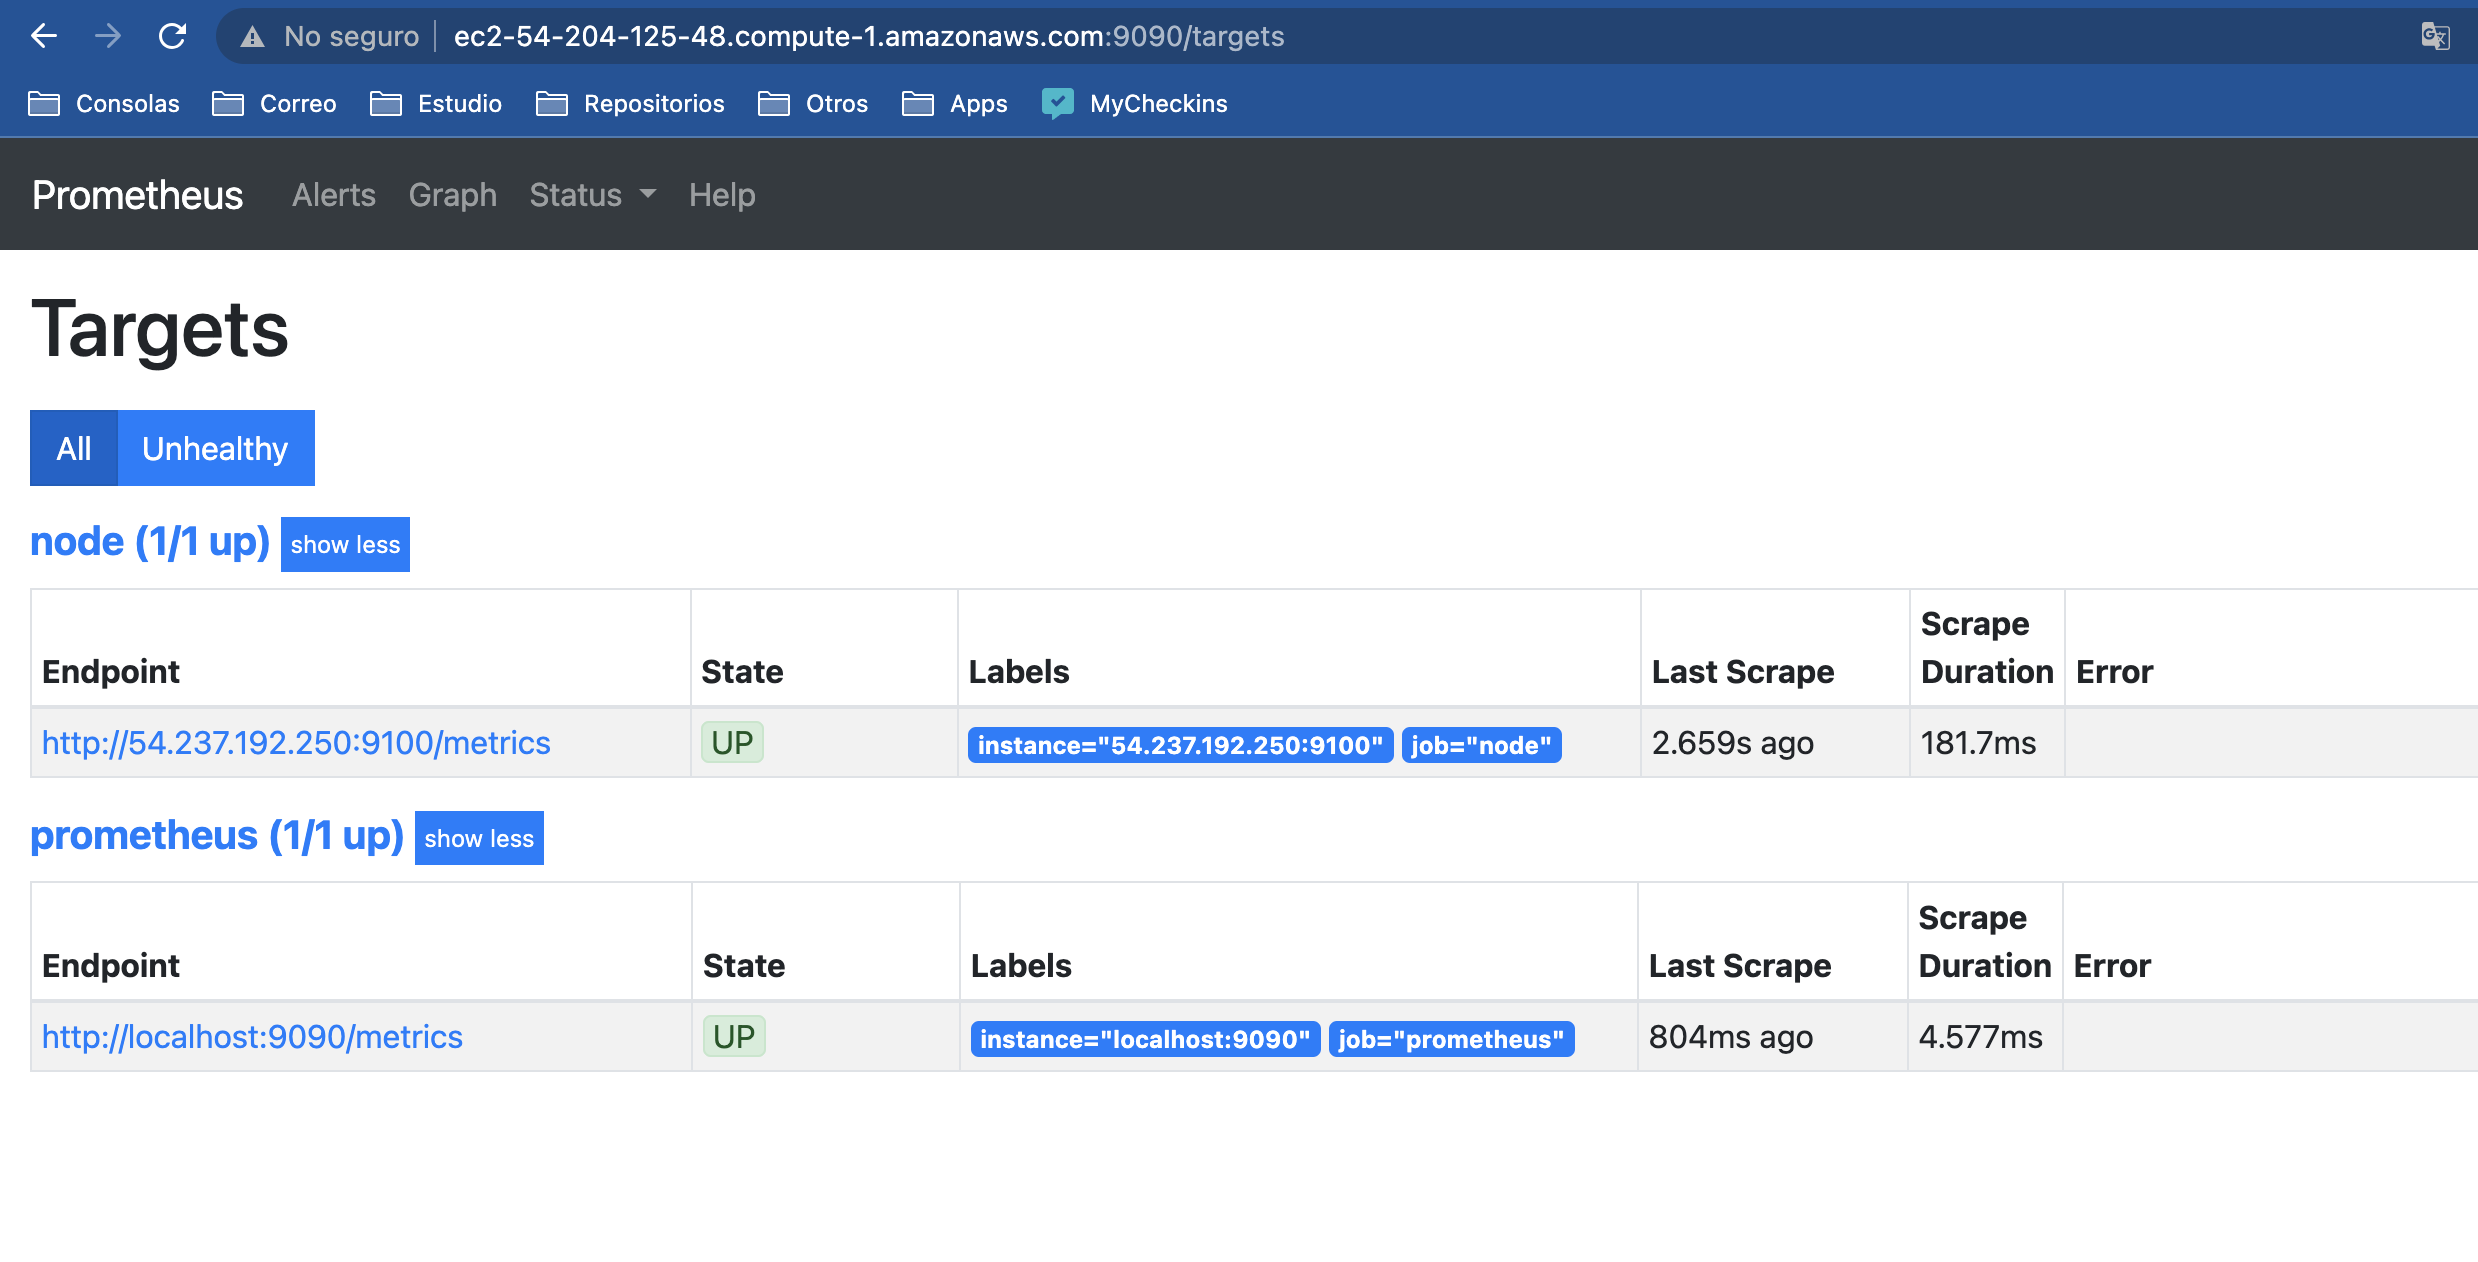 No seguro ec2-54-204-125-48.compute-1.amazonaws.com:9090/targets
Consolas Correo Estudio Repositorios Otros Apps MyCheckins
Prometheus Alerts Graph Status Help
Targets
All Unhealthy
node (1/1 up) show less
Endpoint State Labels Last Scrape Scrape Duration Error
http://54.237.192.250:9100/metrics UP instance="54.237.192.250:9100" job="node" 2.659s ago 181.7ms
prometheus (1/1 up) show less
Endpoint State Labels Last Scrape Scrape Duration Error
http://localhost:9090/metrics UP instance="localhost:9090" job="prometheus" 804ms ago 4.577ms